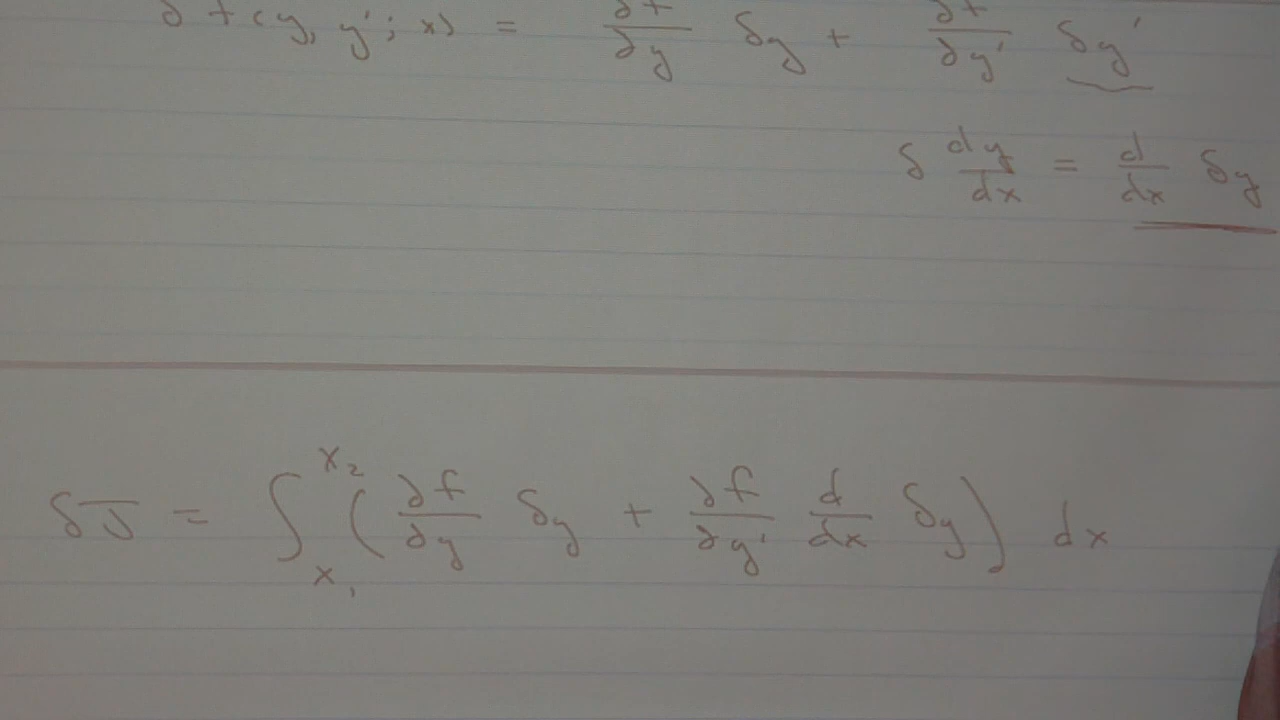 δf(y, y'; x) = ∂f/∂y δy + ∂f/∂y' δy'
δ dy/dx = d/dx δy
δJ = ∫_{x₁}^{x₂} (∂f/∂y δy + ∂f/∂y' d/dx δy) dx